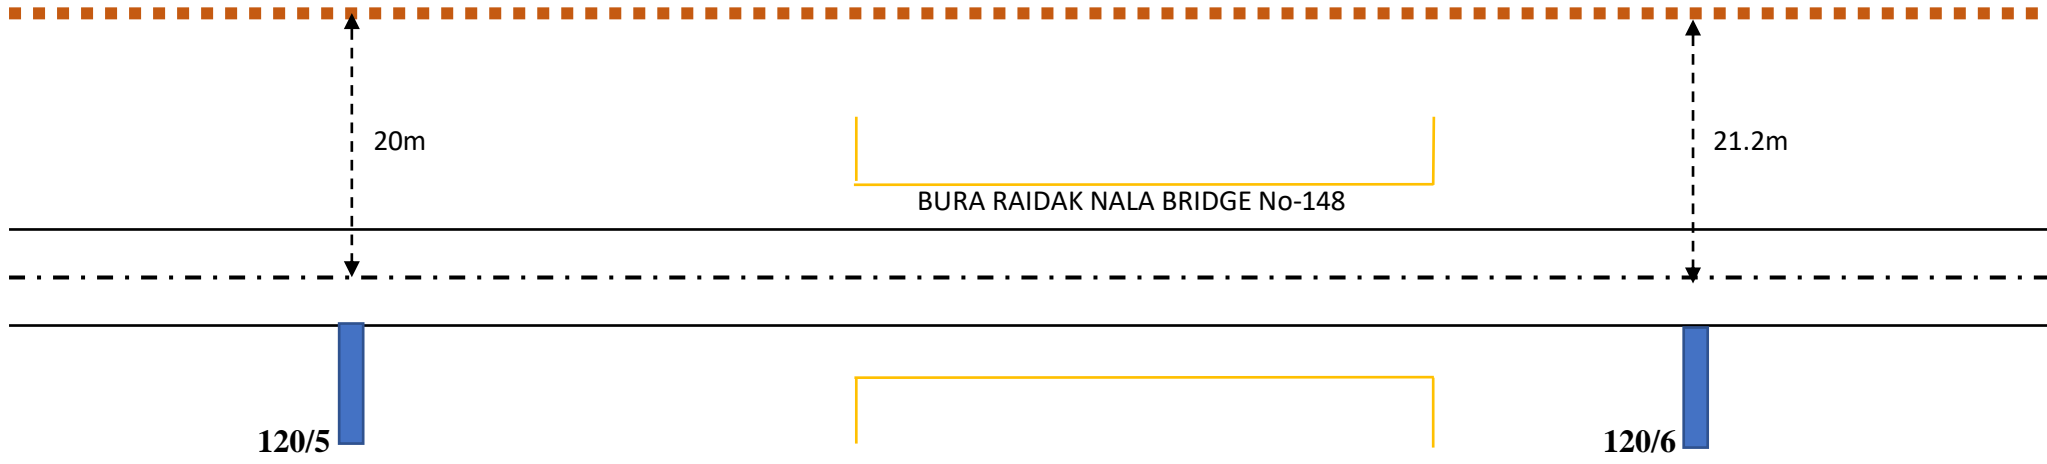 20m
21.2m
BURA RAIDAK NALA BRIDGE No-148
120/5
120/6